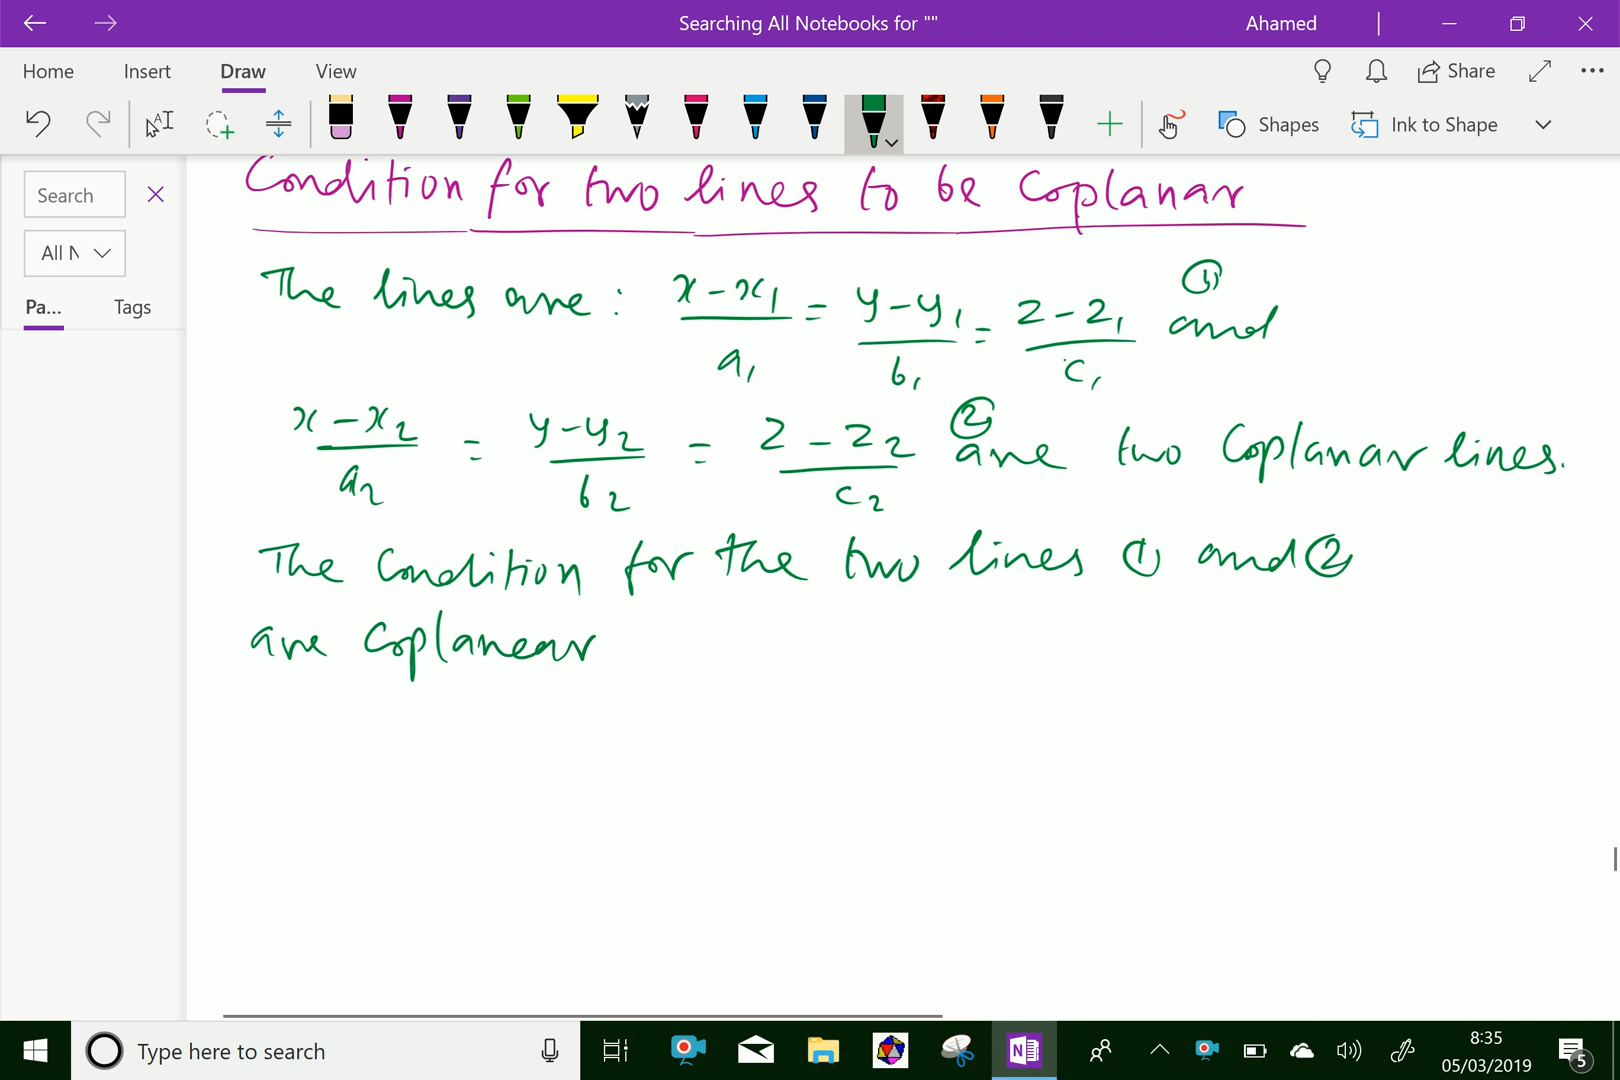 Searching All Notebooks for ""
Ahamed
Home Insert Draw View
Share
Shapes
Ink to Shape
Search
All N
Pa... Tags
Condition for two lines to be Coplanar
The lines are : x - x1 / a1 = y - y1 / b1 = z - z1 / c1 ① and
x - x2 / a2 = y - y2 / b2 = z - z2 / c2 ② are two Coplanar lines.
The Condition for the two lines ① and ②
are Coplanear
Type here to search
8:35
05/03/2019
5